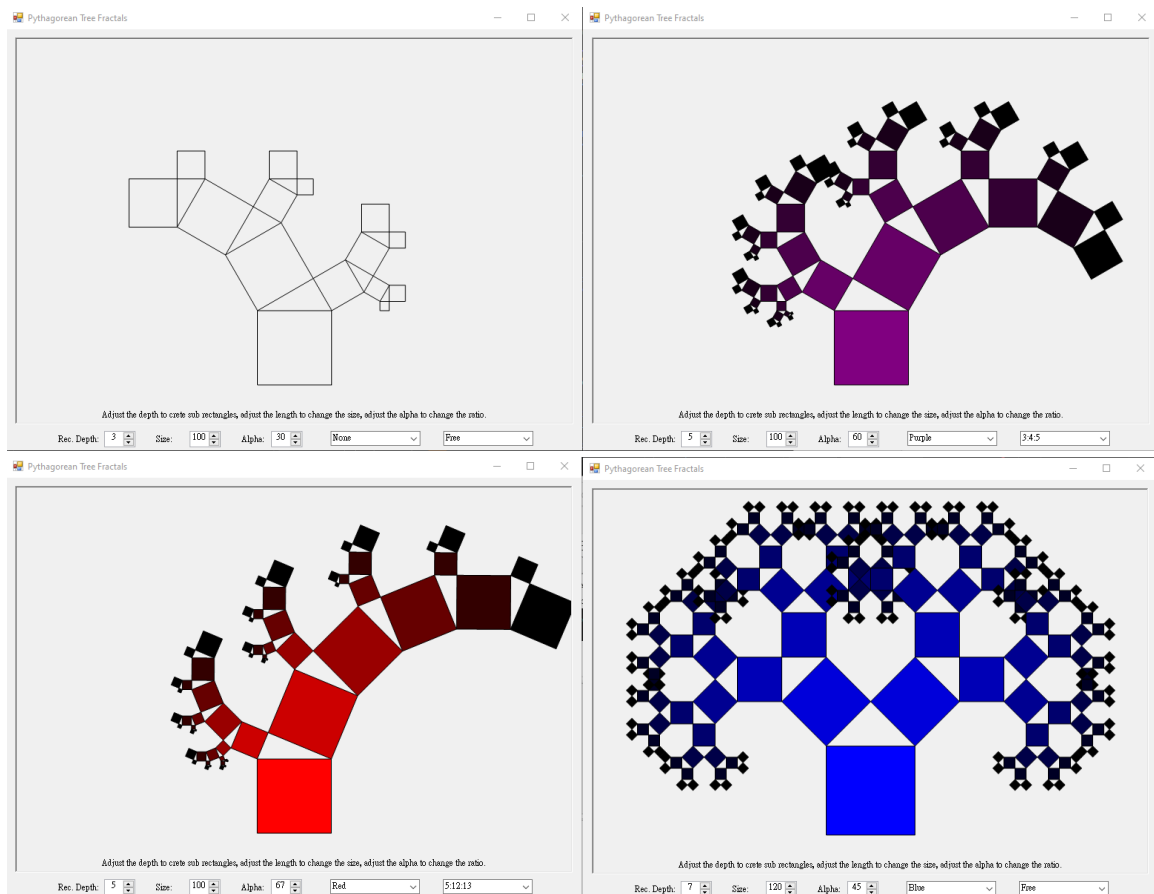 Pythagorean Tree Fractals
Adjust the depth to crete sub rectangles, adjust the length to change the size, adjust the alpha to change the ratio.
Rec. Depth: 3 Size: 100 Alpha: 30 None Free
Pythagorean Tree Fractals
Adjust the depth to crete sub rectangles, adjust the length to change the size, adjust the alpha to change the ratio.
Rec. Depth: 5 Size: 100 Alpha: 60 Purple 3:4:5
Pythagorean Tree Fractals
Adjust the depth to crete sub rectangles, adjust the length to change the size, adjust the alpha to change the ratio.
Rec. Depth: 5 Size: 100 Alpha: 67 Red 5:12:13
Pythagorean Tree Fractals
Adjust the depth to crete sub rectangles, adjust the length to change the size, adjust the alpha to change the ratio.
Rec. Depth: 7 Size: 120 Alpha: 45 Blue Free